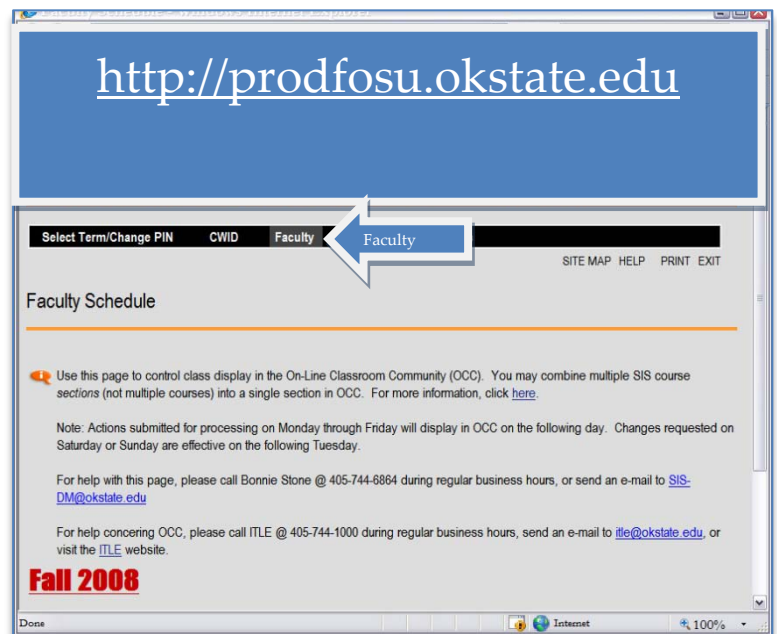 Faculty Schedule - Windows Internet Explorer
http://prodfosu.okstate.edu
Select Term/Change PIN CWID Faculty
Faculty
SITE MAP HELP PRINT EXIT
Faculty Schedule
Use this page to control class display in the On-Line Classroom Community (OCC). You may combine multiple SIS course
sections (not multiple courses) into a single section in OCC. For more information, click here.
Note: Actions submitted for processing on Monday through Friday will display in OCC on the following day. Changes requested on
Saturday or Sunday are effective on the following Tuesday.
For help with this page, please call Bonnie Stone @ 405-744-6864 during regular business hours, or send an e-mail to SIS-
DM@okstate.edu
For help concering OCC, please call ITLE @ 405-744-1000 during regular business hours, send an e-mail to itle@okstate.edu, or
visit the ITLE website.
Fall 2008
Done Internet 100%